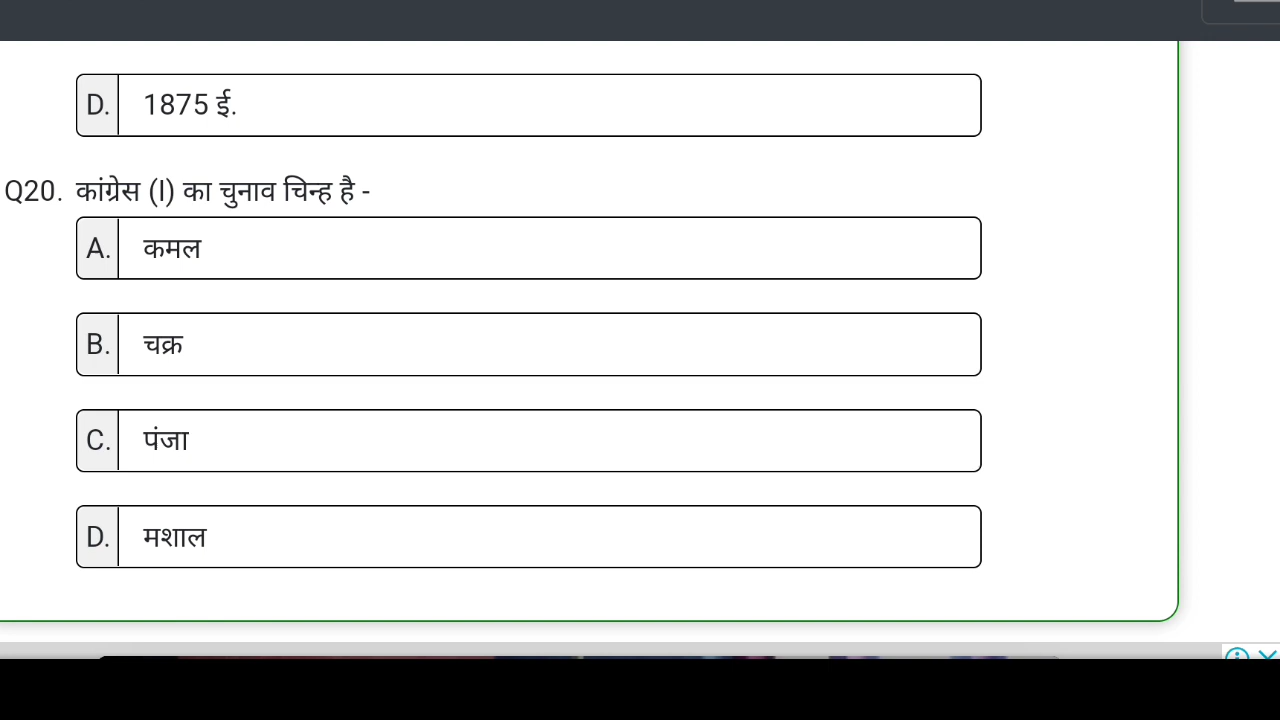 D. 1875 ई.
Q20. कांग्रेस (I) का चुनाव चिन्ह है -
A. कमल
B. चक्र
C. पंजा
D. मशाल